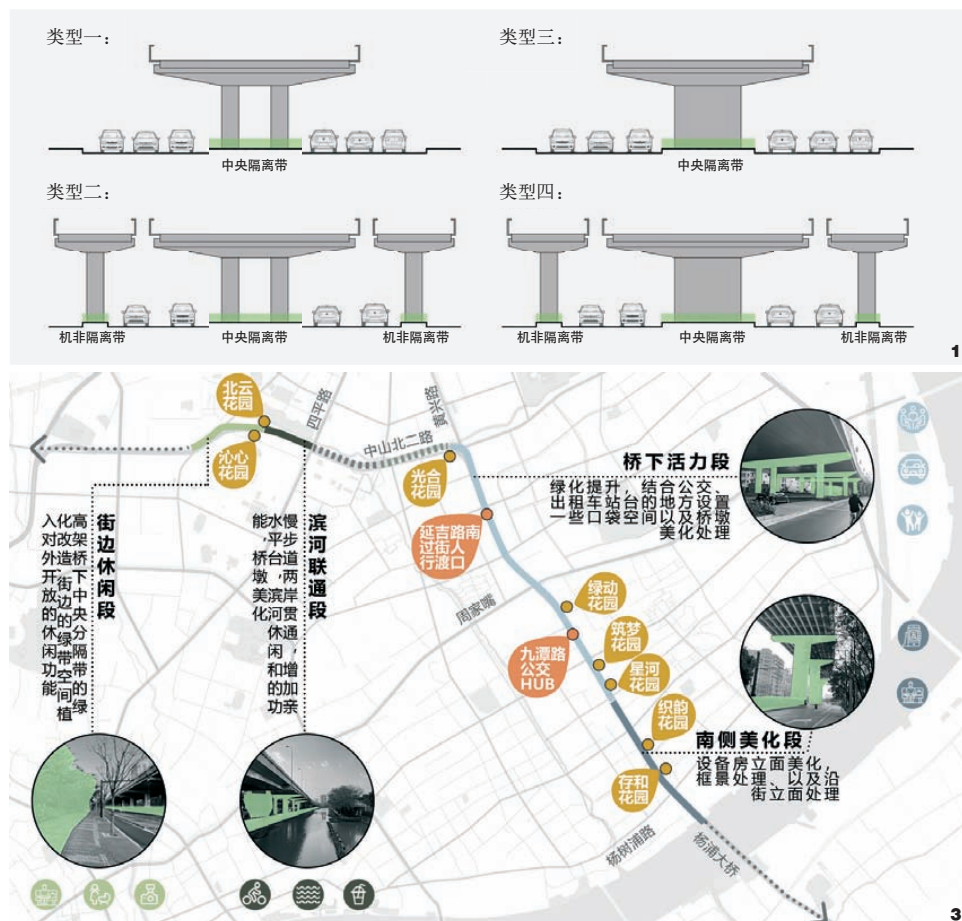 类型一：
中央隔离带
类型三：
中央隔离带
类型二：
机非隔离带
中央隔离带
机非隔离带
类型四：
机非隔离带
中央隔离带
机非隔离带
1
北云
花园
沁心
花园
四平路
中山北二路
黄兴路
光合
花园
延吉路南
过街人
行渡口
周家嘴
绿动
花园
九潭路
公交
HUB
筑梦
花园
星河
花园
织韵
花园
存和
花园
杨树浦路
杨浦大桥
桥下活力段
绿化提升，结合公交、
出租车站台的地方设置
一些口袋空间以及桥墩
美化处理
南侧美化段
设备房立面美化，
框景处理、以及沿
街立面处理
街边休闲段
高架桥下中央分隔带的绿
化改造，街边的绿带空间植
入对外开放的休闲功能
滨河联通段
慢步道两岸贯通，增加亲
水平台，滨河休闲和的功
能，桥墩美化
3